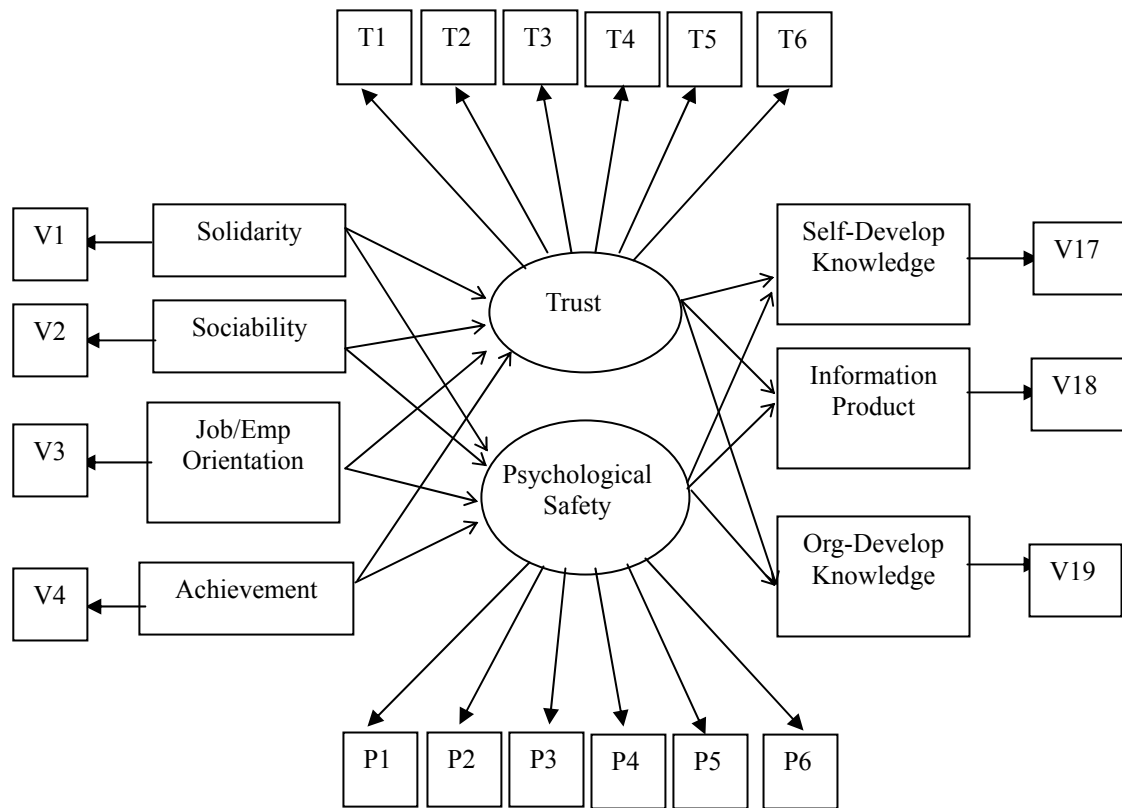 T1
T2
T3
T4
T5
T6
V1
Solidarity
Self-Develop
Knowledge
V17
Trust
V2
Sociability
Information
Product
V18
V3
Job/Emp
Orientation
Psychological
Safety
Org-Develop
Knowledge
V19
V4
Achievement
P1
P2
P3
P4
P5
P6